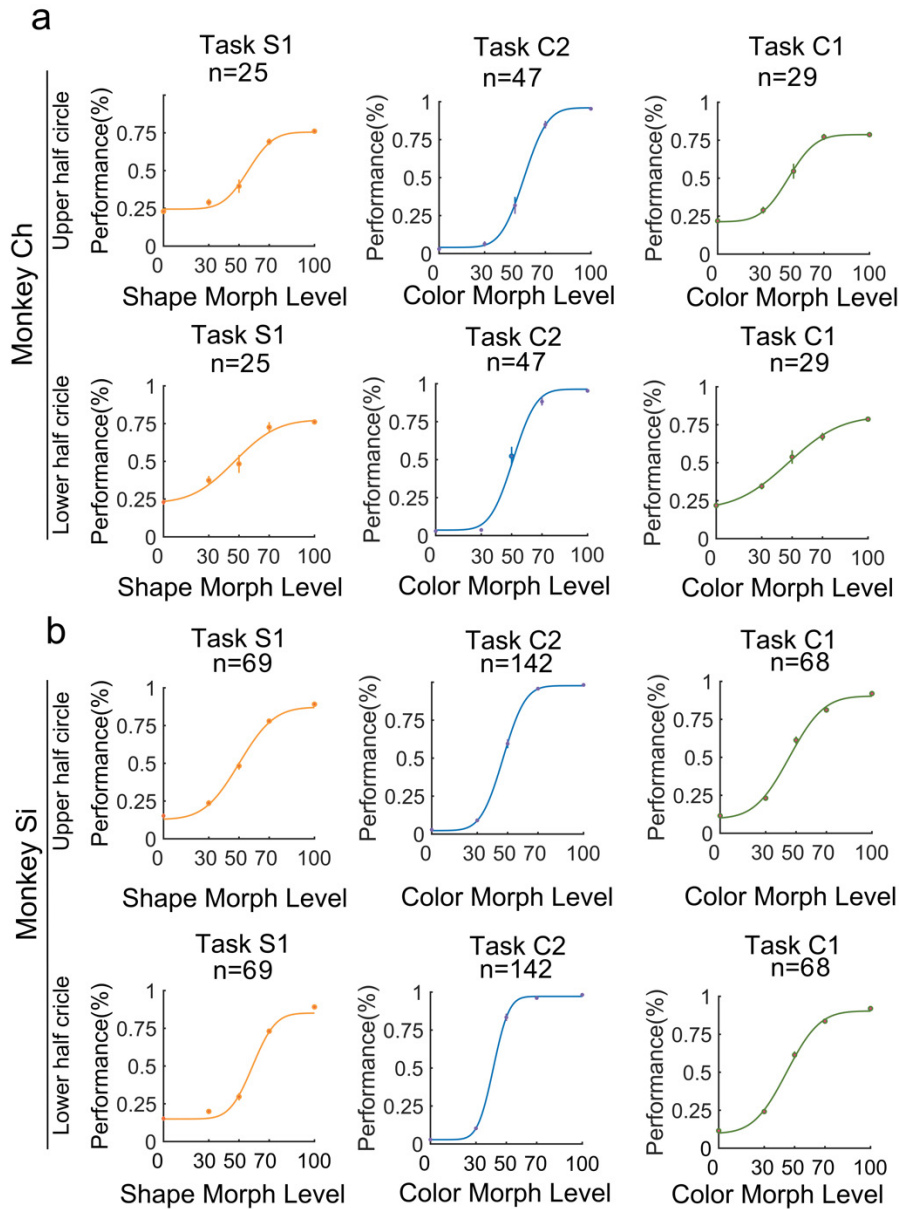 a
Monkey Ch
Upper half circle
Task S1
n=25
Performance(%)
0.75
0.5
0.25
0
0 30 50 70 100
Shape Morph Level
Task C2
n=47
Performance(%)
1
0.75
0.5
0.25
0
0 30 50 70 100
Color Morph Level
Task C1
n=29
Performance(%)
1
0.75
0.5
0.25
0
0 30 50 70 100
Color Morph Level
Lower half cricle
Task S1
n=25
Performance(%)
1
0.75
0.5
0.25
0
0 30 50 70 100
Shape Morph Level
Task C2
n=47
Performance(%)
1
0.75
0.5
0.25
0
0 30 50 70 100
Color Morph Level
Task C1
n=29
Performance(%)
1
0.75
0.5
0.25
0
0 30 50 70 100
Color Morph Level
b
Monkey Si
Upper half circle
Task S1
n=69
Performance(%)
1
0.75
0.5
0.25
0
0 30 50 70 100
Shape Morph Level
Task C2
n=142
Performance(%)
0.75
0.5
0.25
0
0 30 50 70 100
Color Morph Level
Task C1
n=68
Performance(%)
1
0.75
0.5
0.25
0
0 30 50 70 100
Color Morph Level
Lower half cricle
Task S1
n=69
Performance(%)
1
0.75
0.5
0.25
0
0 30 50 70 100
Shape Morph Level
Task C2
n=142
Performance(%)
1
0.75
0.5
0.25
0
0 30 50 70 100
Color Morph Level
Task C1
n=68
Performance(%)
1
0.75
0.5
0.25
0
0 30 50 70 100
Color Morph Level